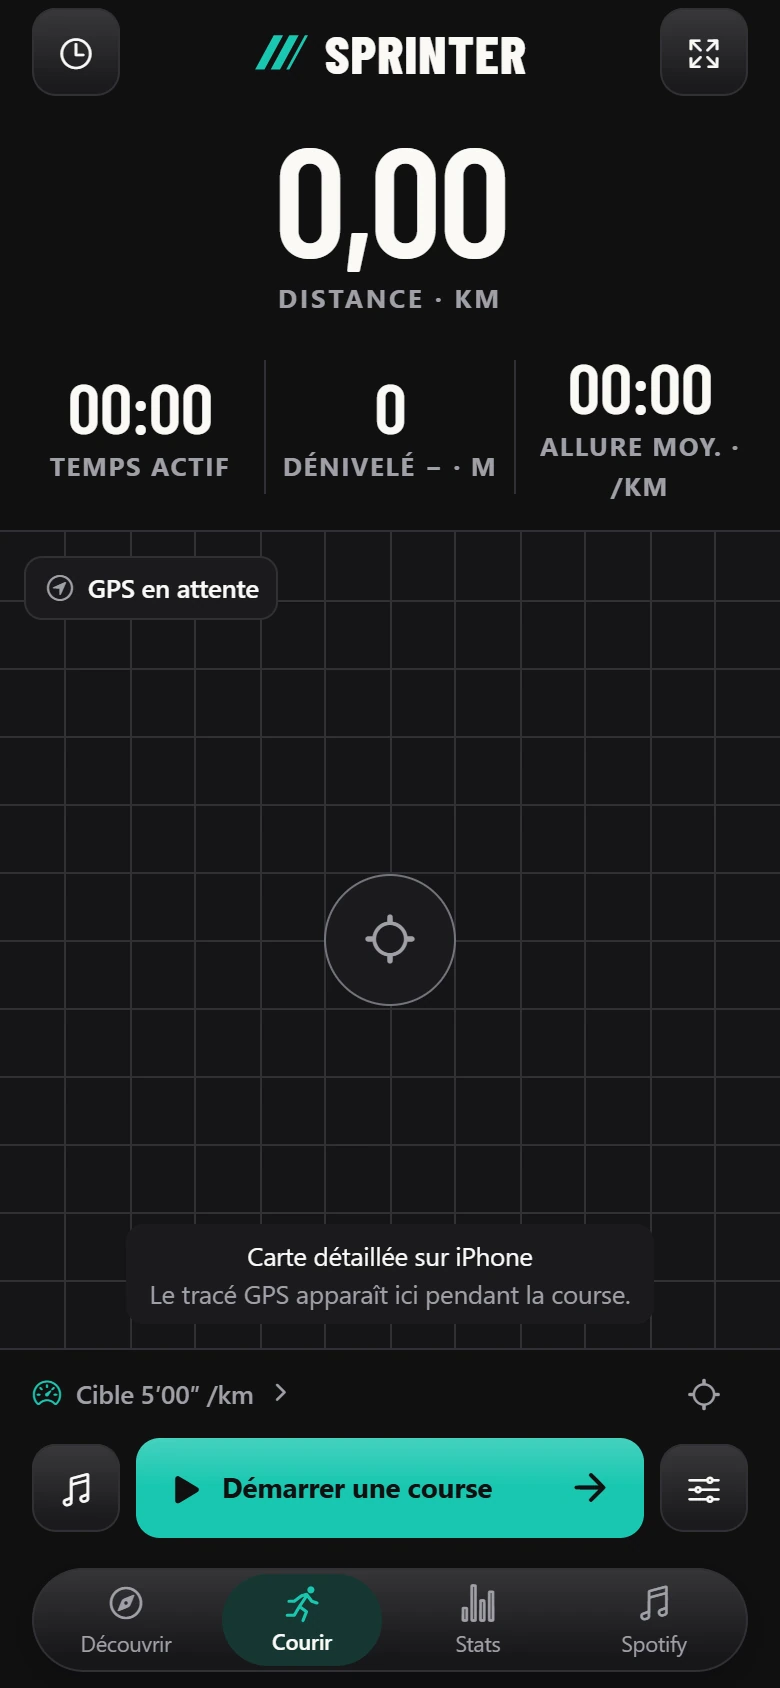 SPRINTER
0,00
DISTANCE · KM
00:00
TEMPS ACTIF
0
DÉNIVELÉ – · M
00:00
ALLURE MOY. ·
/KM
GPS en attente
Carte détaillée sur iPhone
Le tracé GPS apparaît ici pendant la course.
Cible 5′00″ /km
Démarrer une course
Découvrir
Courir
Stats
Spotify